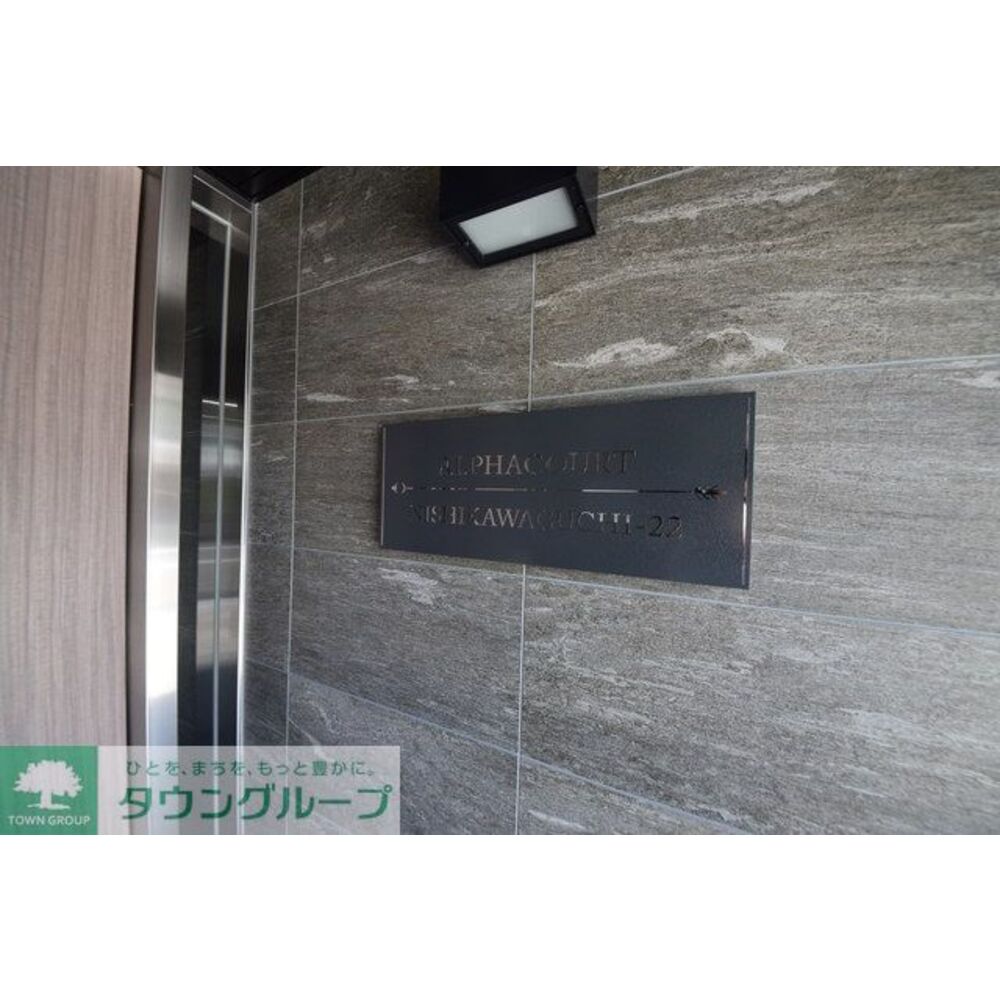 ALPHACOURT
NISHIKAWAGUCHI-22
ひとを、まちを、もっと豊かに。
タウングループ
TOWN GROUP